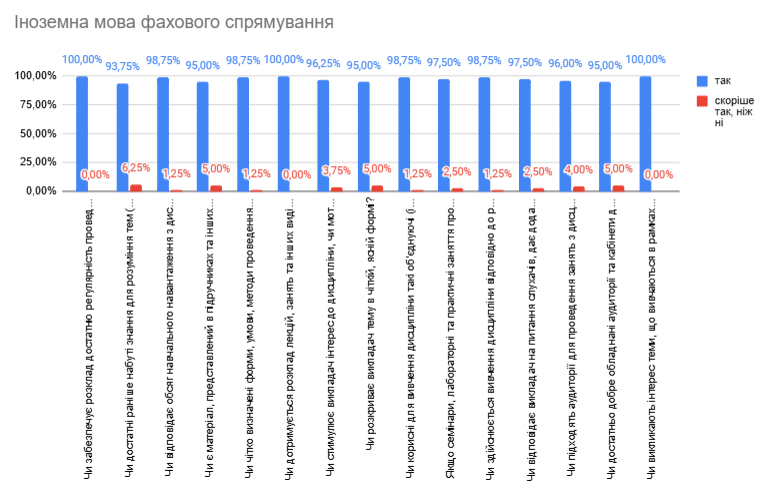 Іноземна мова фахового спрямування
100,00% 93,75% 98,75% 95,00% 98,75% 100,00% 96,25% 95,00% 98,75% 97,50% 98,75% 97,50% 96,00% 95,00% 100,00%
100,00%
75,00%
50,00%
25,00%
0,00%
0,00% 6,25% 1,25% 5,00% 1,25% 0,00% 3,75% 5,00% 1,25% 2,50% 1,25% 2,50% 4,00% 5,00% 0,00%
так
скоріше
так, ніж
ні
Чи забезпечує розклад достатню регулярність провед…
Чи достатні раніше набуті знання для розуміння тем (…
Чи відповідає обсяг навчального навантаження з дис…
Чи є матеріал, представлений в підручниках та інших…
Чи чітко визначені форми, умови, методи проведення…
Чи дотримується розклад лекцій, занять та інших виді…
Чи стимулює викладач інтерес до дисципліни, чи мот…
Чи розкриває викладач тему в чіткій, ясній формі?
Чи корисні для вивчення дисципліни такі об'єднуючі (і…
Якщо семінари, лабораторні та практичні заняття про…
Чи здійснюється вивчення дисципліни відповідно до р…
Чи відповідає викладач на питання слухачів, дає дода…
Чи підходять аудиторії для проведення занять з дисц…
Чи достатньо добре обладнані аудиторії та кабінети д…
Чи викликають інтерес теми, що вивчаються в рамках…